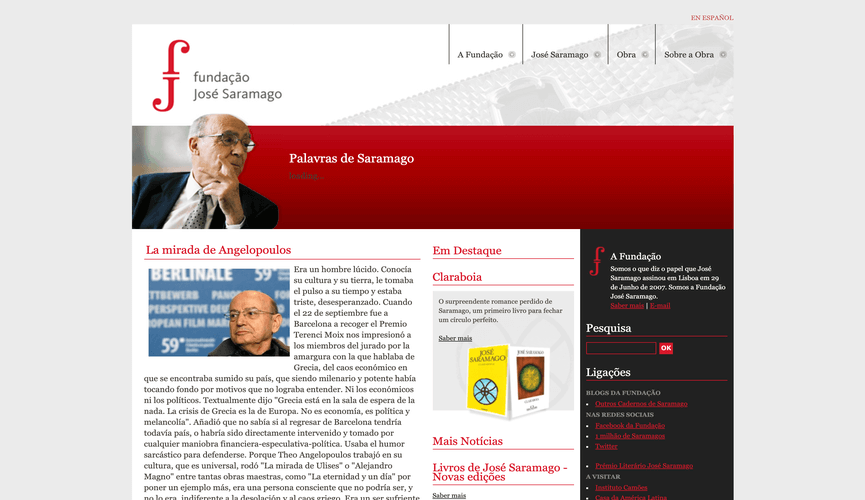 EN ESPAÑOL
A Fundação
José Saramago
Obra
Sobre a Obra
fundação
José Saramago
Palavras de Saramago
La mirada de Angelopoulos
BERLINALE 59
59º
Era un hombre lúcido. Conocía
su cultura y su tierra, le tomaba
el pulso a su tiempo y estaba
triste, desesperanzado. Cuando
el 22 de septiembre fue a
Barcelona a recoger el Premio
Terenci Moix nos impresionó a
los miembros del jurado por la
amargura con la que hablaba de
Grecia, del caos económico en
que se encontraba sumido su país, que siendo milenario y potente había
tocando fondo por motivos que no lograba entender. Ni los económicos
ni los políticos. Textualmente dijo "Grecia está en la sala de espera de la
nada. La crisis de Grecia es la de Europa. No es economía, es política y
melancolía". Añadió que no sabía si al regresar de Barcelona tendría
todavía país, o habría sido directamente intervenido y tomado por
cualquier maniobra financiera-especulativa-política. Usaba el humor
sarcástico para defenderse. Porque Theo Angelopoulos trabajó en su
cultura, que es universal, rodó "La mirada de Ulises" o "Alejandro
Magno" entre tantas obras maestras, como "La eternidad y un día" por
poner un ejemplo más, era una persona consciente que no podría ser, y
no lo era, indiferente a la desolación y al caos griego. Era un ser sufriente
Em Destaque
Claraboia
O surpreendente romance perdido de
Saramago, um primeiro livro para fechar
um círculo perfeito.
Saber mais
JOSÉ
SARAMAGO
JOSÉ SARAMAGO
Mais Notícias
Livros de José Saramago -
Novas edições
Saber mais
A Fundação
Somos o que diz o papel que José
Saramago assinou em Lisboa em 29
de Junho de 2007. Somos a Fundação
José Saramago.
Saber mais | E-mail
Pesquisa
OK
Ligações
BLOGS DA FUNDAÇÃO
Outros Cadernos de Saramago
NAS REDES SOCIAIS
Facebook da Fundação
1 milhão de Saramagos
Twitter
Prémio Literário José Saramago
A VISITAR
Instituto Camões
Casa da América Latina